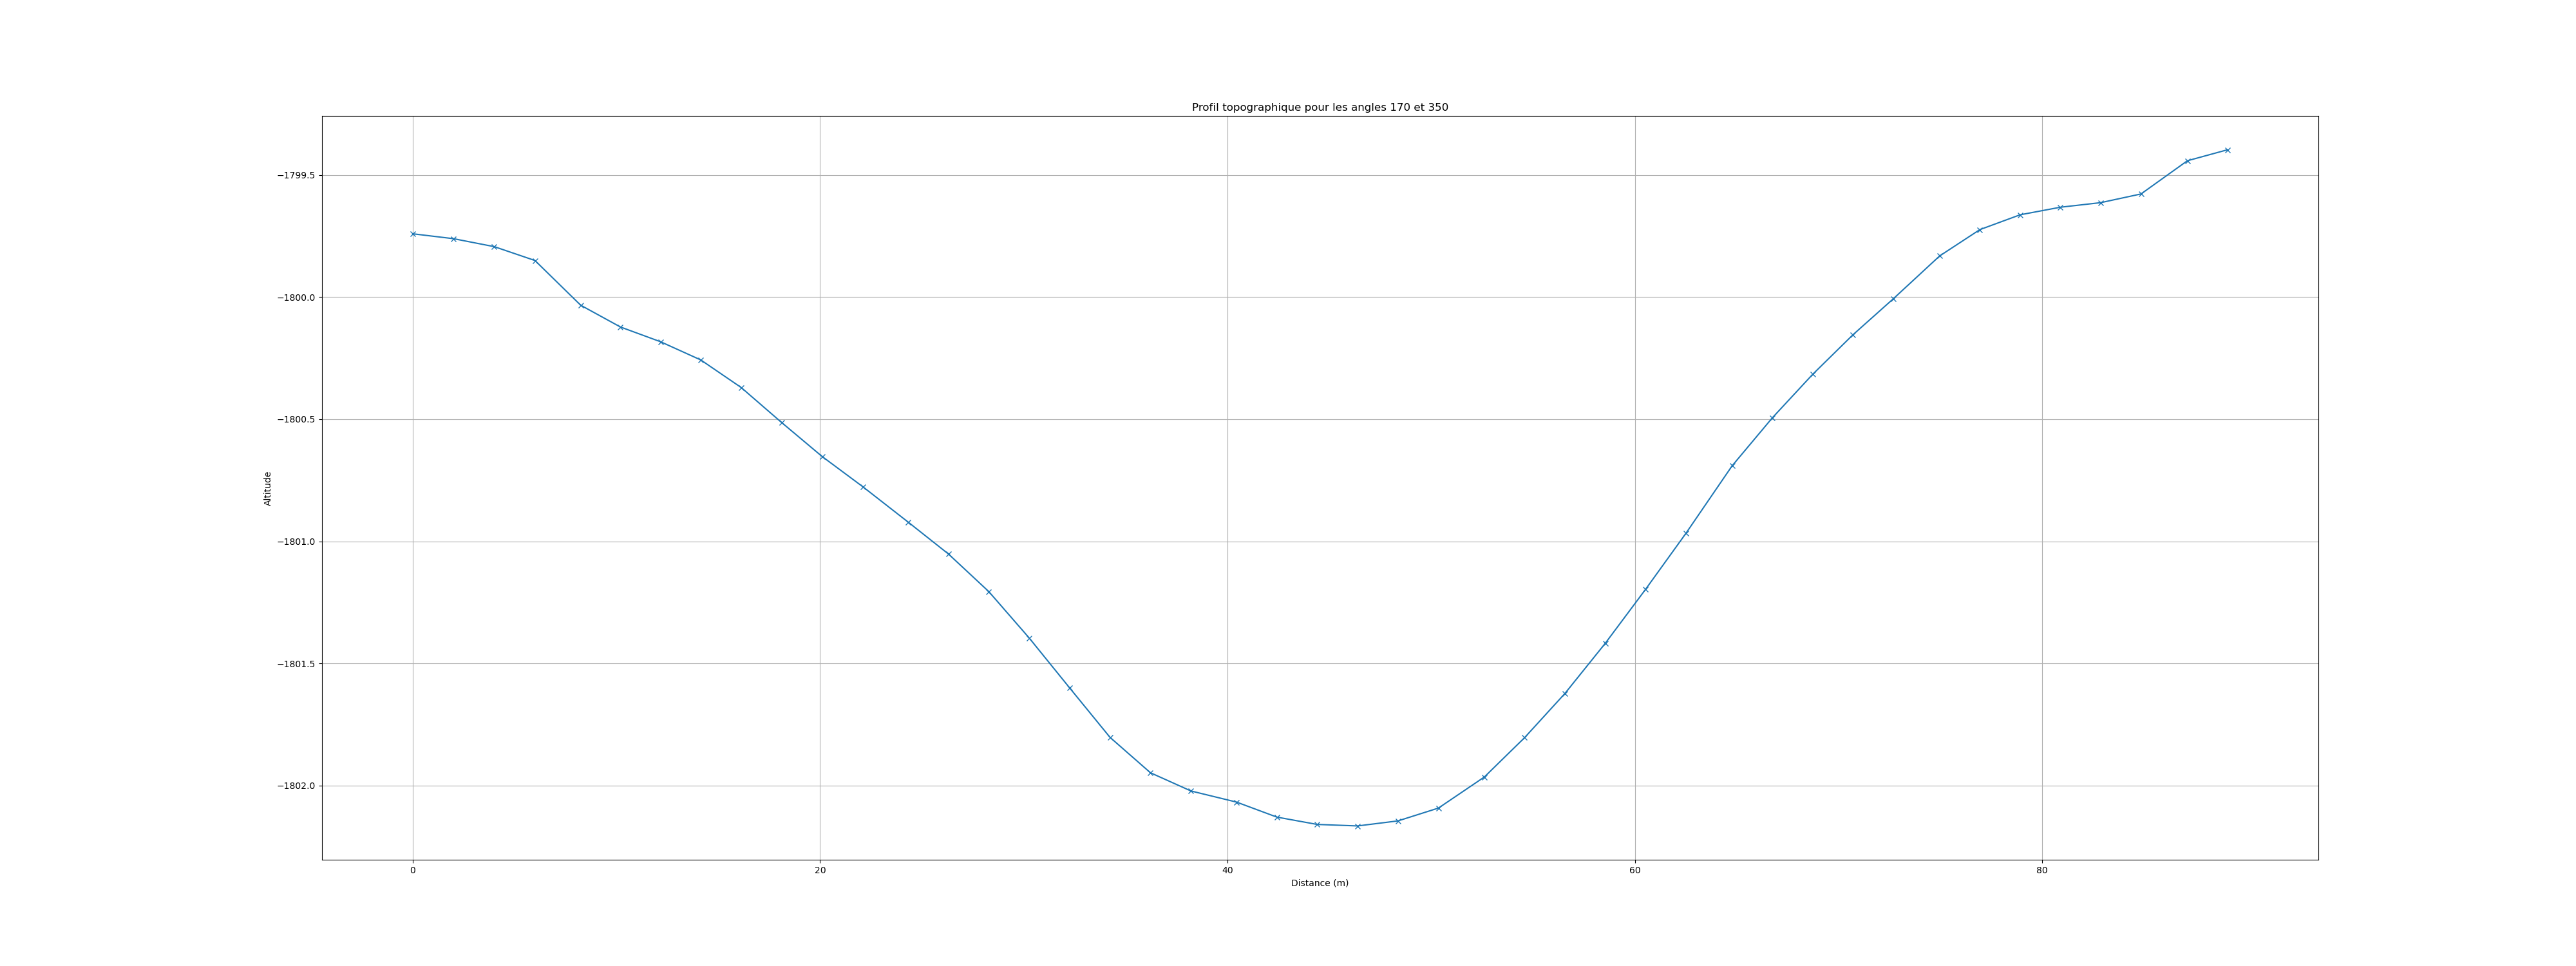 Profil topographique pour les angles 170 et 350
−1799.5
−1800.0
−1800.5
−1801.0
−1801.5
−1802.0
Altitude
0 20 40 60 80
Distance (m)